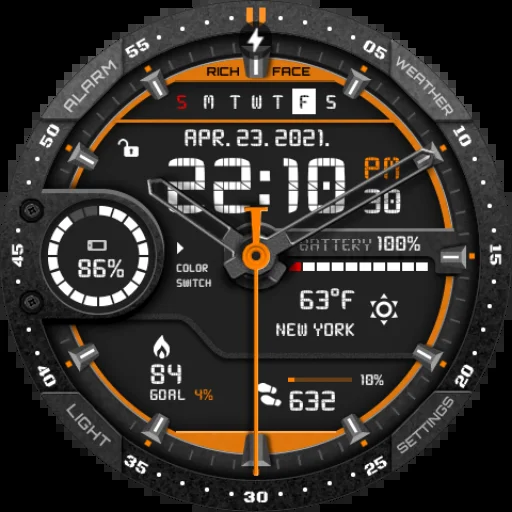 55
05
ALARM
WEATHER
RICH FACE
S M T W T F S
50
10
APR. 23. 2021.
22:10 PM
30
BATTERY 100%
45
15
86%
COLOR
SWITCH
63°F
NEW YORK
84
GOAL 4%
10%
632
40
20
LIGHT
SETTINGS
35
25
30